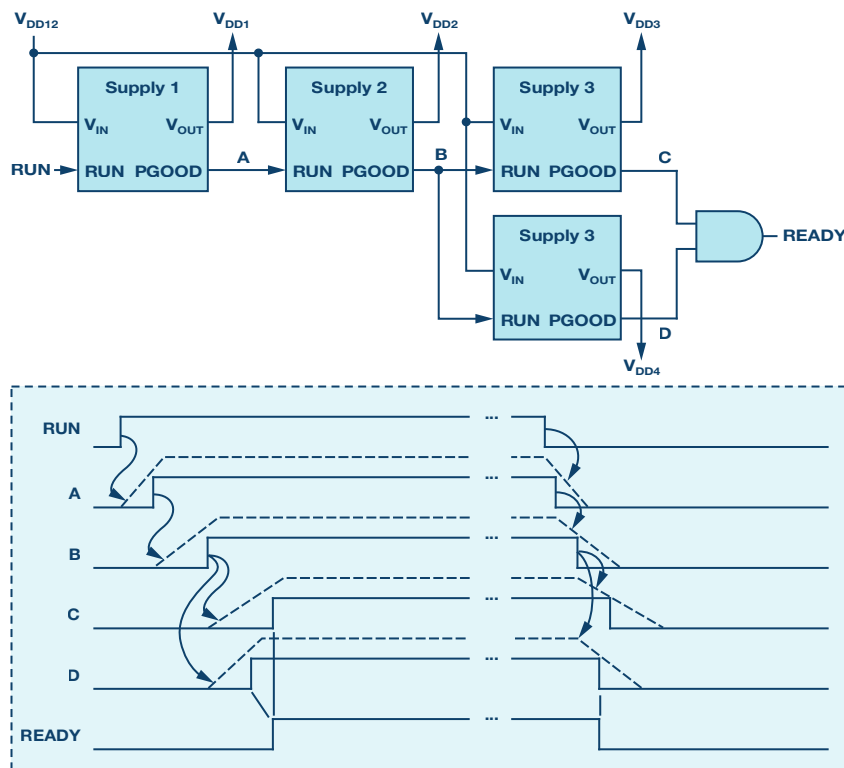 VDD12 VDD1 VDD2 VDD3
Supply 1 Supply 2 Supply 3
VIN VOUT VIN VOUT VIN VOUT
A B C
RUN RUN PGOOD RUN PGOOD RUN PGOOD
Supply 3
READY
VIN VOUT
RUN PGOOD
D
VDD4
RUN ...
A ...
B ...
C ...
D ...
READY ...